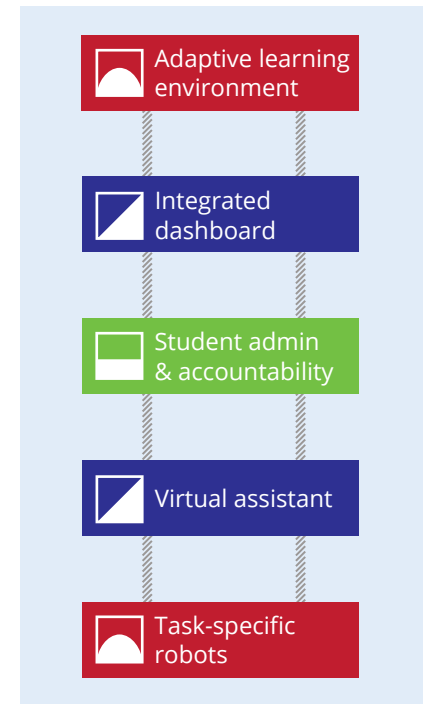 Adaptive learning
environment
Integrated
dashboard
Student admin
& accountability
Virtual assistant
Task-specific
robots